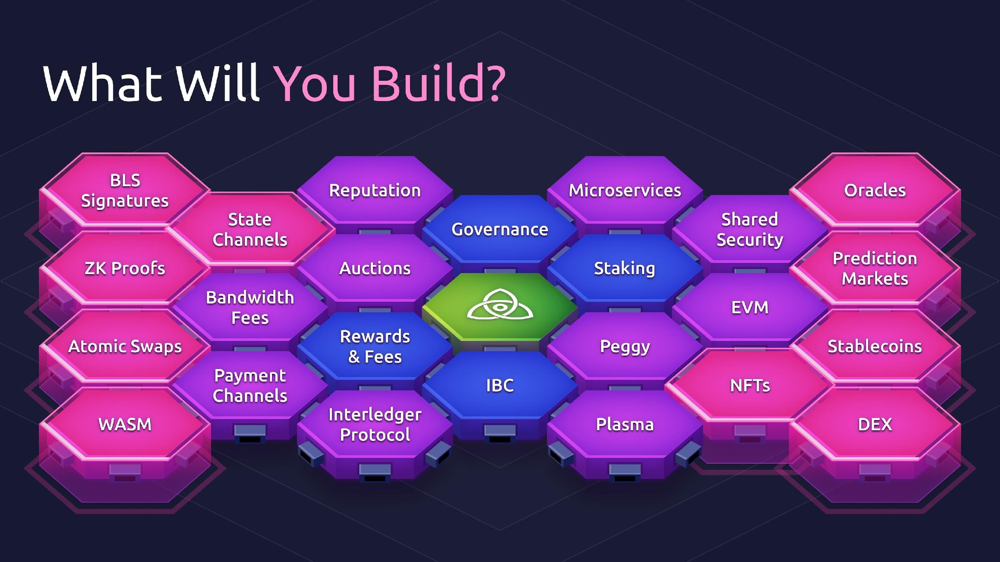 What Will You Build?
BLS
Signatures
State
Channels
Reputation
Governance
Microservices
Shared
Security
Oracles
ZK Proofs
Bandwidth
Fees
Auctions
Staking
EVM
Prediction
Markets
Atomic Swaps
Payment
Channels
Rewards
& Fees
IBC
Peggy
NFTs
Stablecoins
WASM
Interledger
Protocol
Plasma
DEX